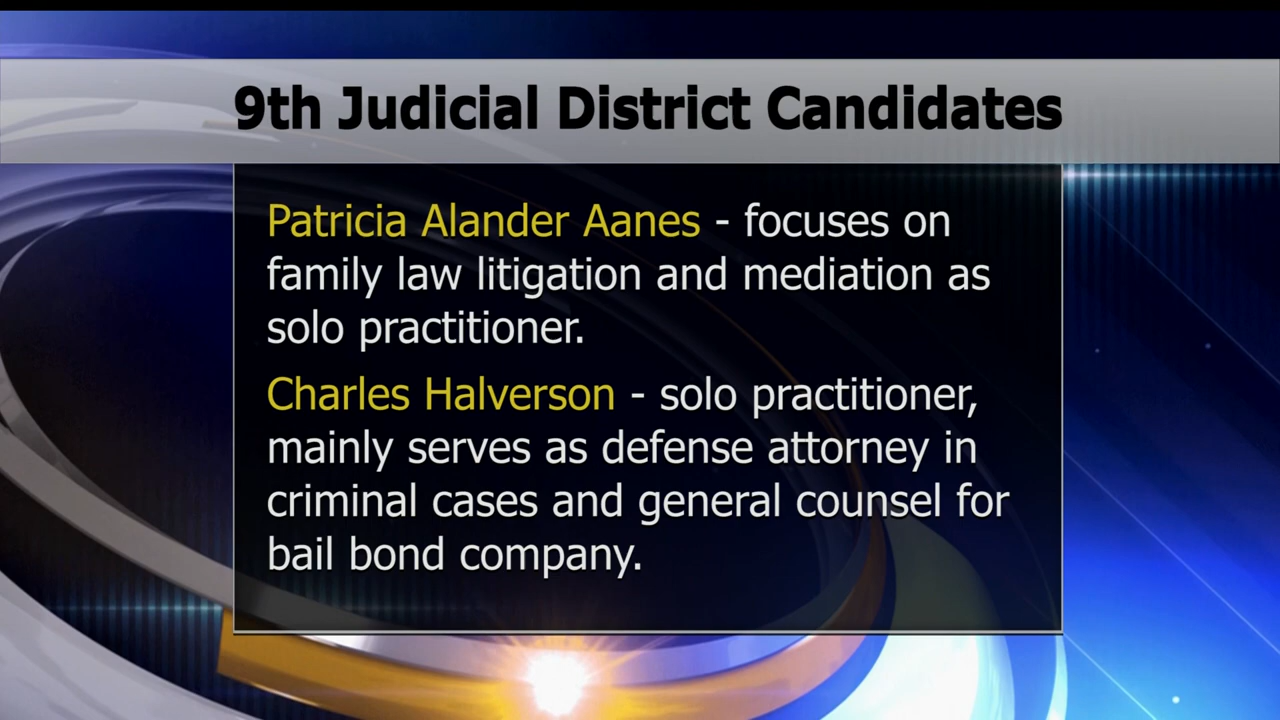 9th Judicial District Candidates
Patricia Alander Aanes - focuses on
family law litigation and mediation as
solo practitioner.
Charles Halverson - solo practitioner,
mainly serves as defense attorney in
criminal cases and general counsel for
bail bond company.